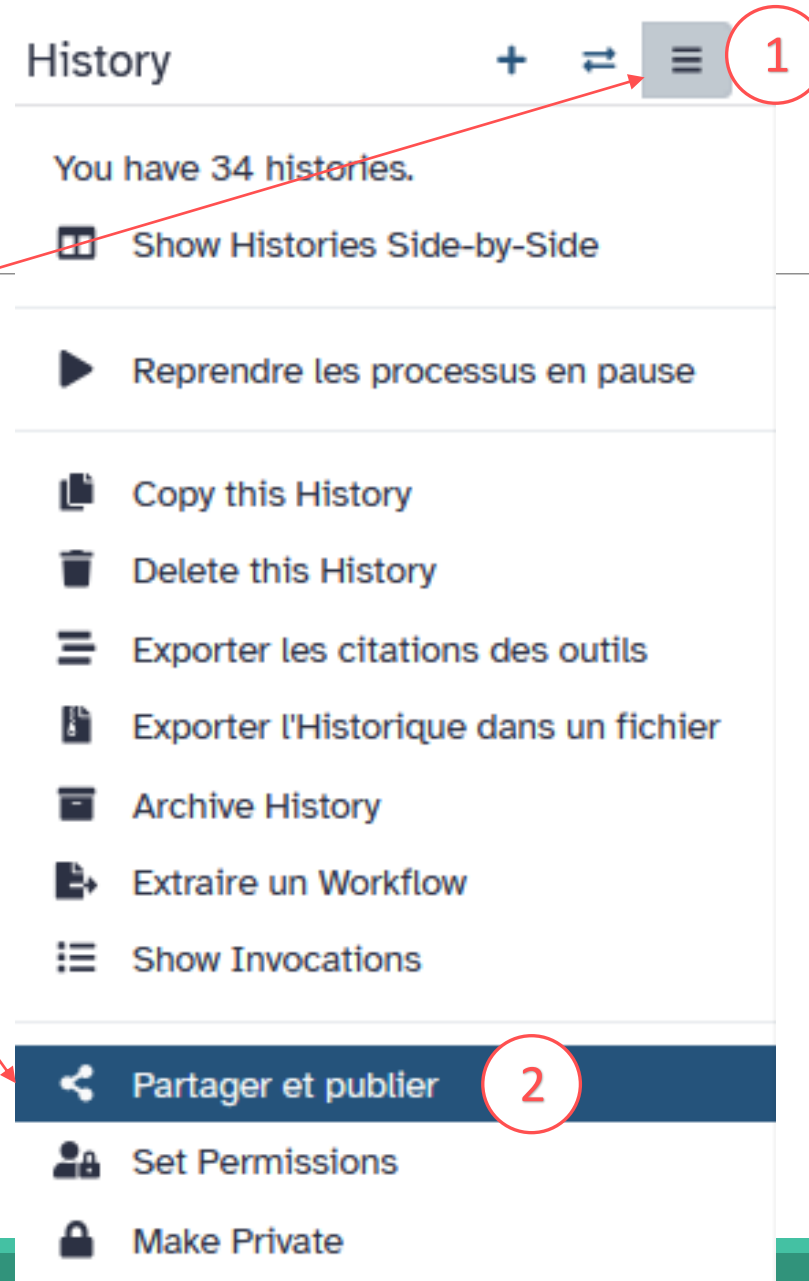 History 1
You have 34 histories.
Show Histories Side-by-Side
Reprendre les processus en pause
Copy this History
Delete this History
Exporter les citations des outils
Exporter l'Historique dans un fichier
Archive History
Extraire un Workflow
Show Invocations
Partager et publier 2
Set Permissions
Make Private